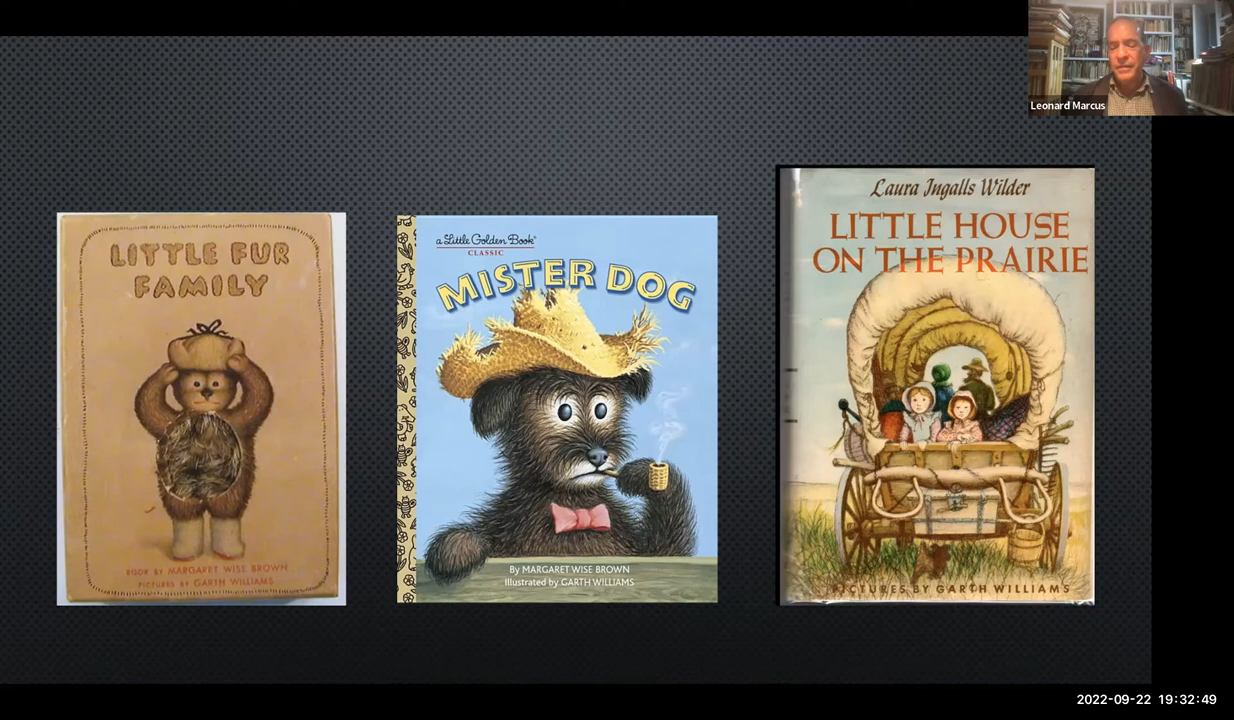 Leonard Marcus
LITTLE FUR
FAMILY
BOOK BY MARGARET WISE BROWN
PICTURES BY GARTH WILLIAMS
a Little Golden Book®
CLASSIC
MISTER DOG
By MARGARET WISE BROWN
Illustrated by GARTH WILLIAMS
Laura Ingalls Wilder
LITTLE HOUSE
ON THE PRAIRIE
PICTURES BY GARTH WILLIAMS
2022-09-22 19:32:49